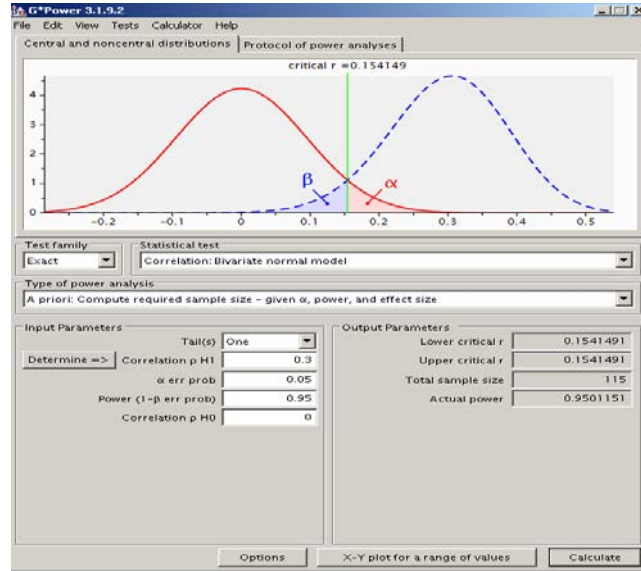 G*Power 3.1.9.2
File Edit View Tests Calculator Help
Central and noncentral distributions Protocol of power analyses
critical r =0.154149
4
3
2
1
0
β
α
-0.2 -0.1 0 0.1 0.2 0.3 0.4 0.5
Test family Statistical test
Exact Correlation: Bivariate normal model
Type of power analysis
A priori: Compute required sample size - given α, power, and effect size
Input Parameters
Tail(s) One
Determine => Correlation ρ H1 0.3
α err prob 0.05
Power (1-β err prob) 0.95
Correlation ρ H0 0
Output Parameters
Lower critical r 0.1541491
Upper critical r 0.1541491
Total sample size 115
Actual power 0.9501151
Options X-Y plot for a range of values Calculate